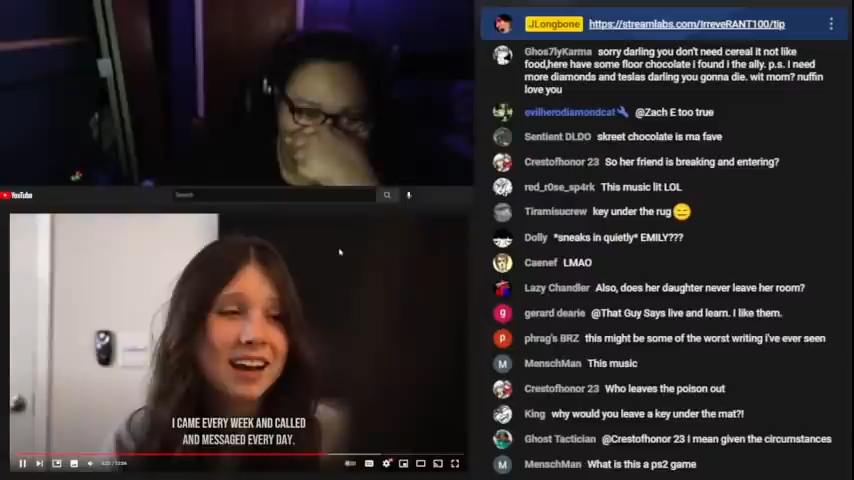 JLongbone https://streamlabs.com/IrreveRANT100/tip
Ghos7lyKarma sorry darling you don't need cereal it not like
food,here have some floor chocolate i found i the ally. p.s. I need
more diamonds and teslas darling you gonna die. wit mom? nuffin
love you
evilherodiamondcat @Zach E too true
Sentient DLDO skreet chocolate is ma fave
Crestofhonor 23 So her friend is breaking and entering?
red_r0se_sp4rk This music lit LOL
Tiramisucrew key under the rug
Dolly *sneaks in quietly* EMILY???
Caenef LMAO
Lazy Chandler Also, does her daughter never leave her room?
gerard dearie @That Guy Says live and learn. I like them.
phrag's BRZ this might be some of the worst writing i've ever seen
MenschMan This music
Crestofhonor 23 Who leaves the poison out
King why would you leave a key under the mat?!
Ghost Tactician @Crestofhonor 23 I mean given the circumstances
MenschMan What is this a ps2 game
YouTube
Search
I CAME EVERY WEEK AND CALLED
AND MESSAGED EVERY DAY.